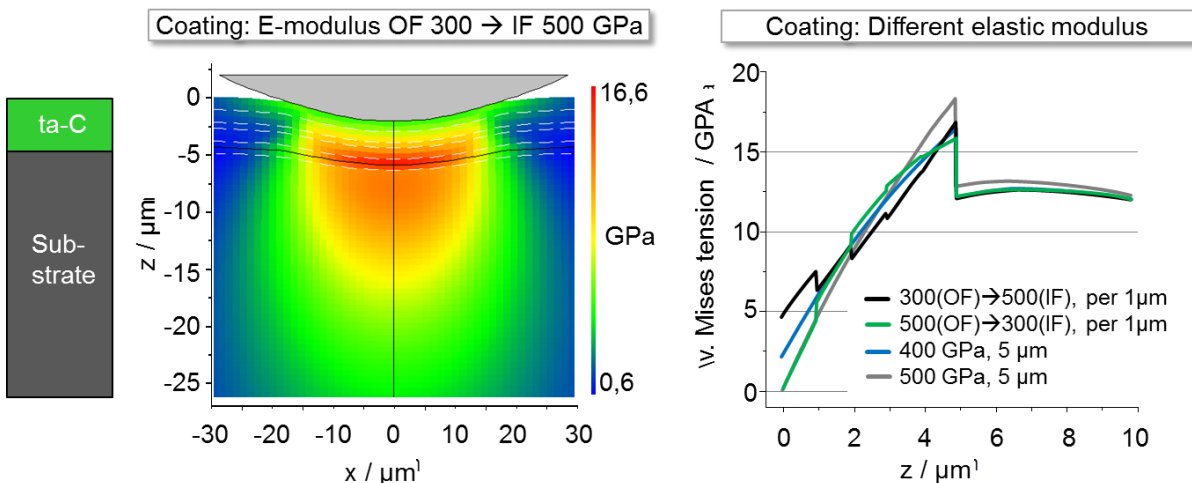 Coating: E-modulus OF 300 → IF 500 GPa
ta-C
Sub-
strate
z / µm
0
-5
-10
-15
-20
-25
-30 -20 -10 0 10 20 30
x / µm
16,6
GPa
0,6
Coating: Different elastic modulus
v. Mises tension / GPA
20
15
10
5
0
300(OF)→500(IF), per 1µm
500(OF)→300(IF), per 1µm
400 GPa, 5 µm
500 GPa, 5 µm
0 2 4 6 8 10
z / µm